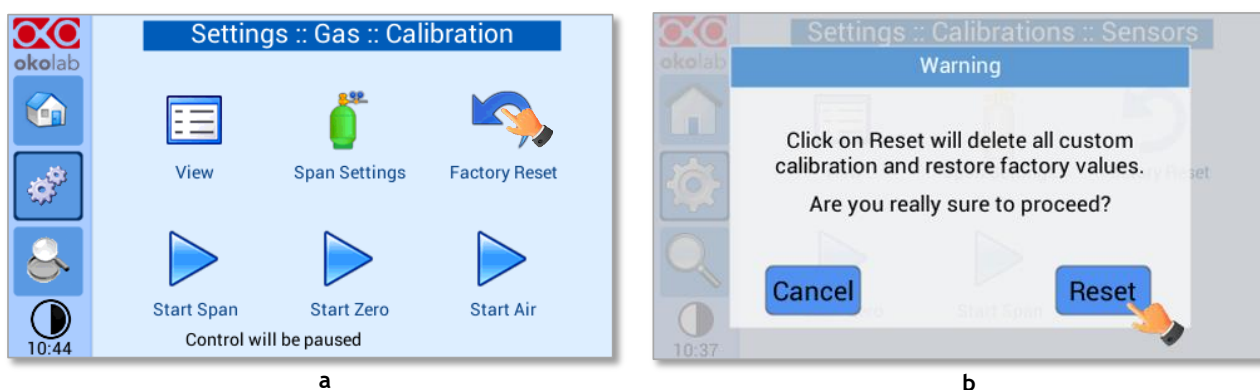 Settings :: Gas :: Calibration
okolab
View
Span Settings
Factory Reset
Start Span
Start Zero
Start Air
Control will be paused
10:44
a
Settings :: Calibrations :: Sensors
okolab
Warning
Click on Reset will delete all custom
calibration and restore factory values.
Are you really sure to proceed?
Cancel
Reset
Start Span
10:37
b